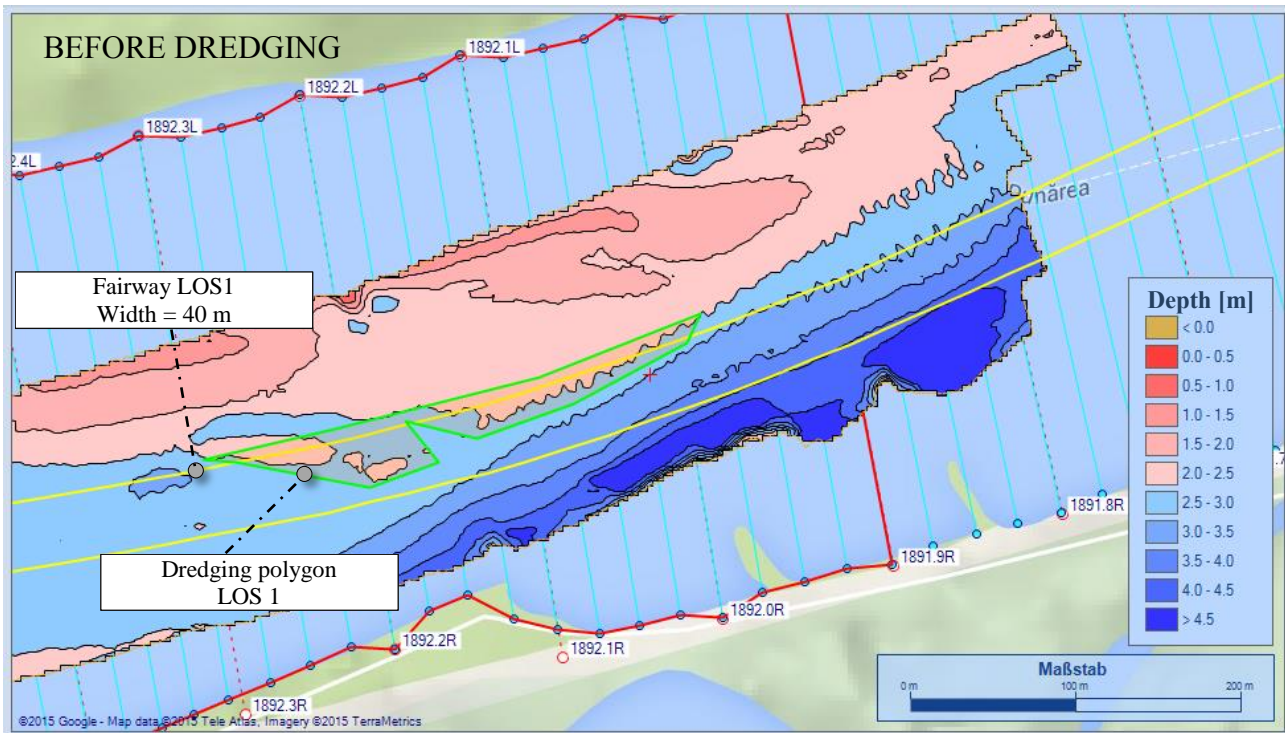 BEFORE DREDGING
1892.1L
1892.2L
1892.3L
2.4L
Dunărea
Fairway LOS1
Width = 40 m
Depth [m]
< 0.0
0.0 - 0.5
0.5 - 1.0
1.0 - 1.5
1.5 - 2.0
2.0 - 2.5
2.5 - 3.0
3.0 - 3.5
3.5 - 4.0
4.0 - 4.5
> 4.5
Dredging polygon
LOS 1
1891.8R
1891.9R
1892.0R
1892.1R
1892.2R
1892.3R
Maßstab
0 m
100 m
200 m
©2015 Google - Map data ©2015 Tele Atlas, Imagery ©2015 TerraMetrics